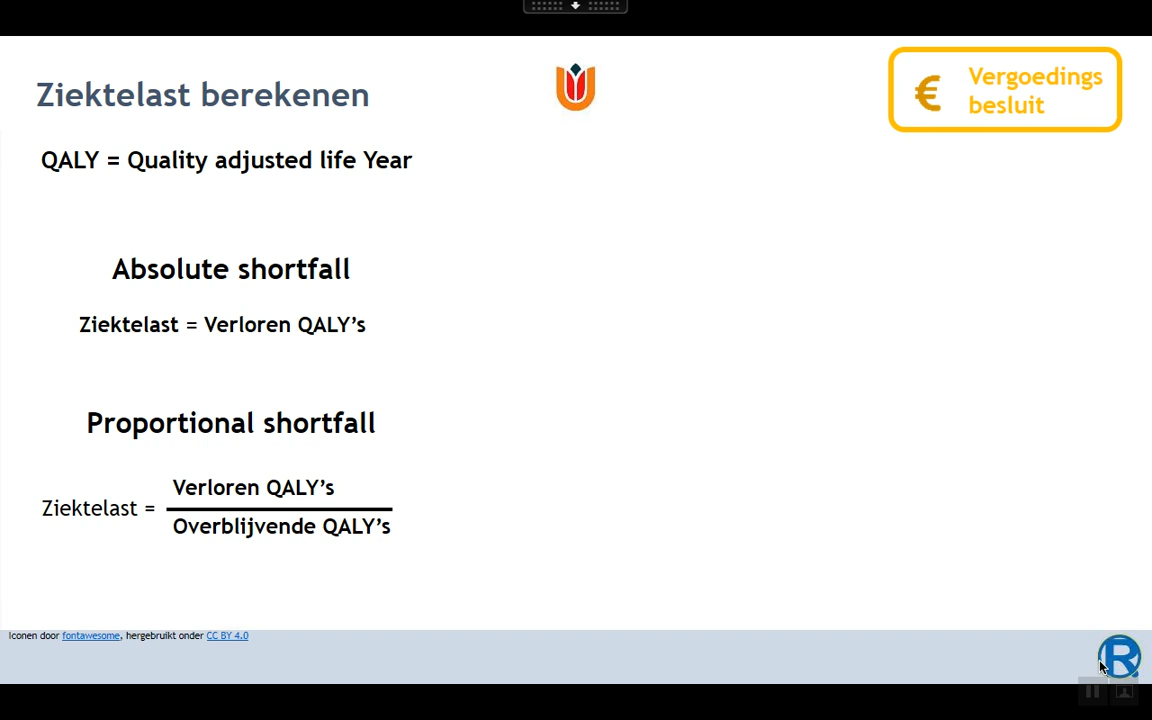 Ziektelast berekenen
€ Vergoedings
besluit
QALY = Quality adjusted life Year
Absolute shortfall
Ziektelast = Verloren QALY’s
Proportional shortfall
Verloren QALY’s
Ziektelast =
Overblijvende QALY’s
Iconen door fontawesome, hergebruikt onder CC BY 4.0
R